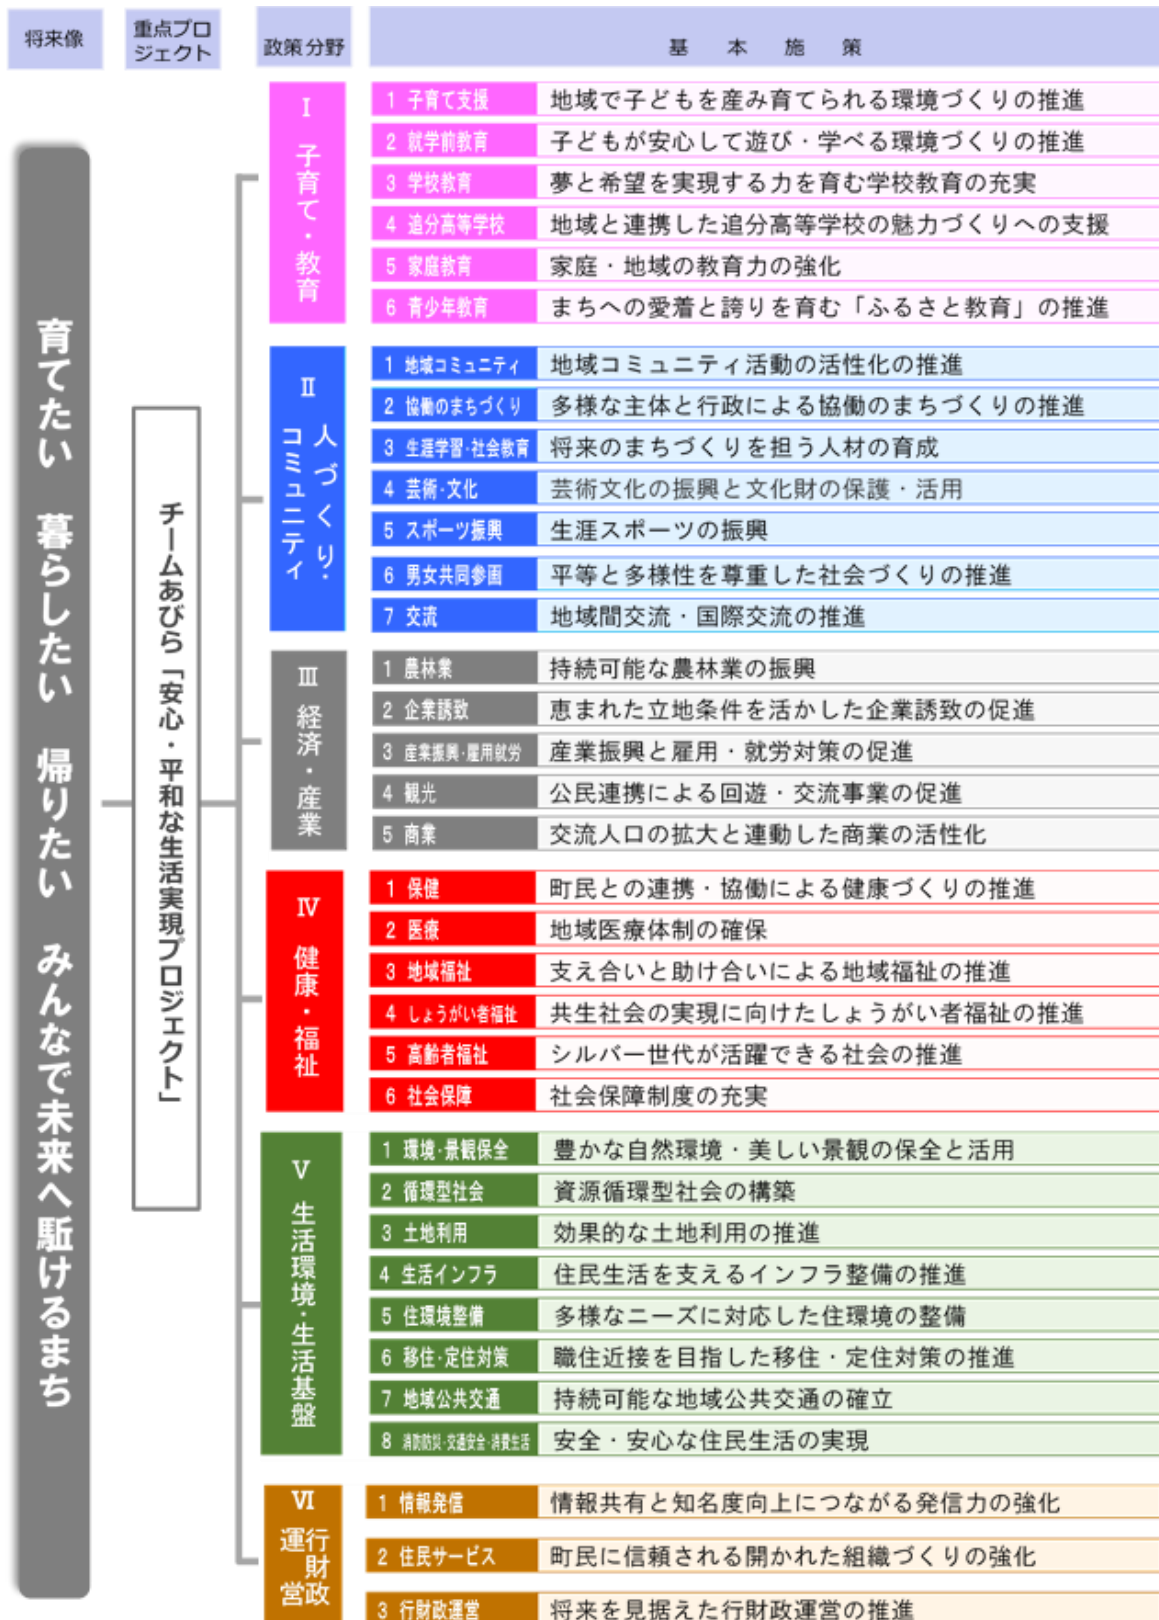 将来像
重点プロ
ジェクト
政策分野
基本施策
育てたい 暮らしたい 帰りたい みんなで未来へ駈けるまち
チームあびら「安心・平和な生活実現プロジェクト」
Ⅰ 子育て・教育
1 子育て支援 地域で子どもを産み育てられる環境づくりの推進
2 就学前教育 子どもが安心して遊び・学べる環境づくりの推進
3 学校教育 夢と希望を実現する力を育む学校教育の充実
4 追分高等学校 地域と連携した追分高等学校の魅力づくりへの支援
5 家庭教育 家庭・地域の教育力の強化
6 青少年教育 まちへの愛着と誇りを育む「ふるさと教育」の推進
Ⅱ 人づくり・
コミュニティ
1 地域コミュニティ 地域コミュニティ活動の活性化の推進
2 協働のまちづくり 多様な主体と行政による協働のまちづくりの推進
3 生涯学習・社会教育 将来のまちづくりを担う人材の育成
4 芸術・文化 芸術文化の振興と文化財の保護・活用
5 スポーツ振興 生涯スポーツの振興
6 男女共同参画 平等と多様性を尊重した社会づくりの推進
7 交流 地域間交流・国際交流の推進
Ⅲ 経済・産業
1 農林業 持続可能な農林業の振興
2 企業誘致 恵まれた立地条件を活かした企業誘致の促進
3 産業振興・雇用就労 産業振興と雇用・就労対策の促進
4 観光 公民連携による回遊・交流事業の促進
5 商業 交流人口の拡大と連動した商業の活性化
Ⅳ 健康・福祉
1 保健 町民との連携・協働による健康づくりの推進
2 医療 地域医療体制の確保
3 地域福祉 支え合いと助け合いによる地域福祉の推進
4 しょうがい者福祉 共生社会の実現に向けたしょうがい者福祉の推進
5 高齢者福祉 シルバー世代が活躍できる社会の推進
6 社会保障 社会保障制度の充実
Ⅴ 生活環境・生活基盤
1 環境・景観保全 豊かな自然環境・美しい景観の保全と活用
2 循環型社会 資源循環型社会の構築
3 土地利用 効果的な土地利用の推進
4 生活インフラ 住民生活を支えるインフラ整備の推進
5 住環境整備 多様なニーズに対応した住環境の整備
6 移住・定住対策 職住近接を目指した移住・定住対策の推進
7 地域公共交通 持続可能な地域公共交通の確立
8 消防防災・交通安全・消費生活 安全・安心な住民生活の実現
Ⅵ 行財政
運営
1 情報発信 情報共有と知名度向上につながる発信力の強化
2 住民サービス 町民に信頼される開かれた組織づくりの強化
3 行財政運営 将来を見据えた行財政運営の推進